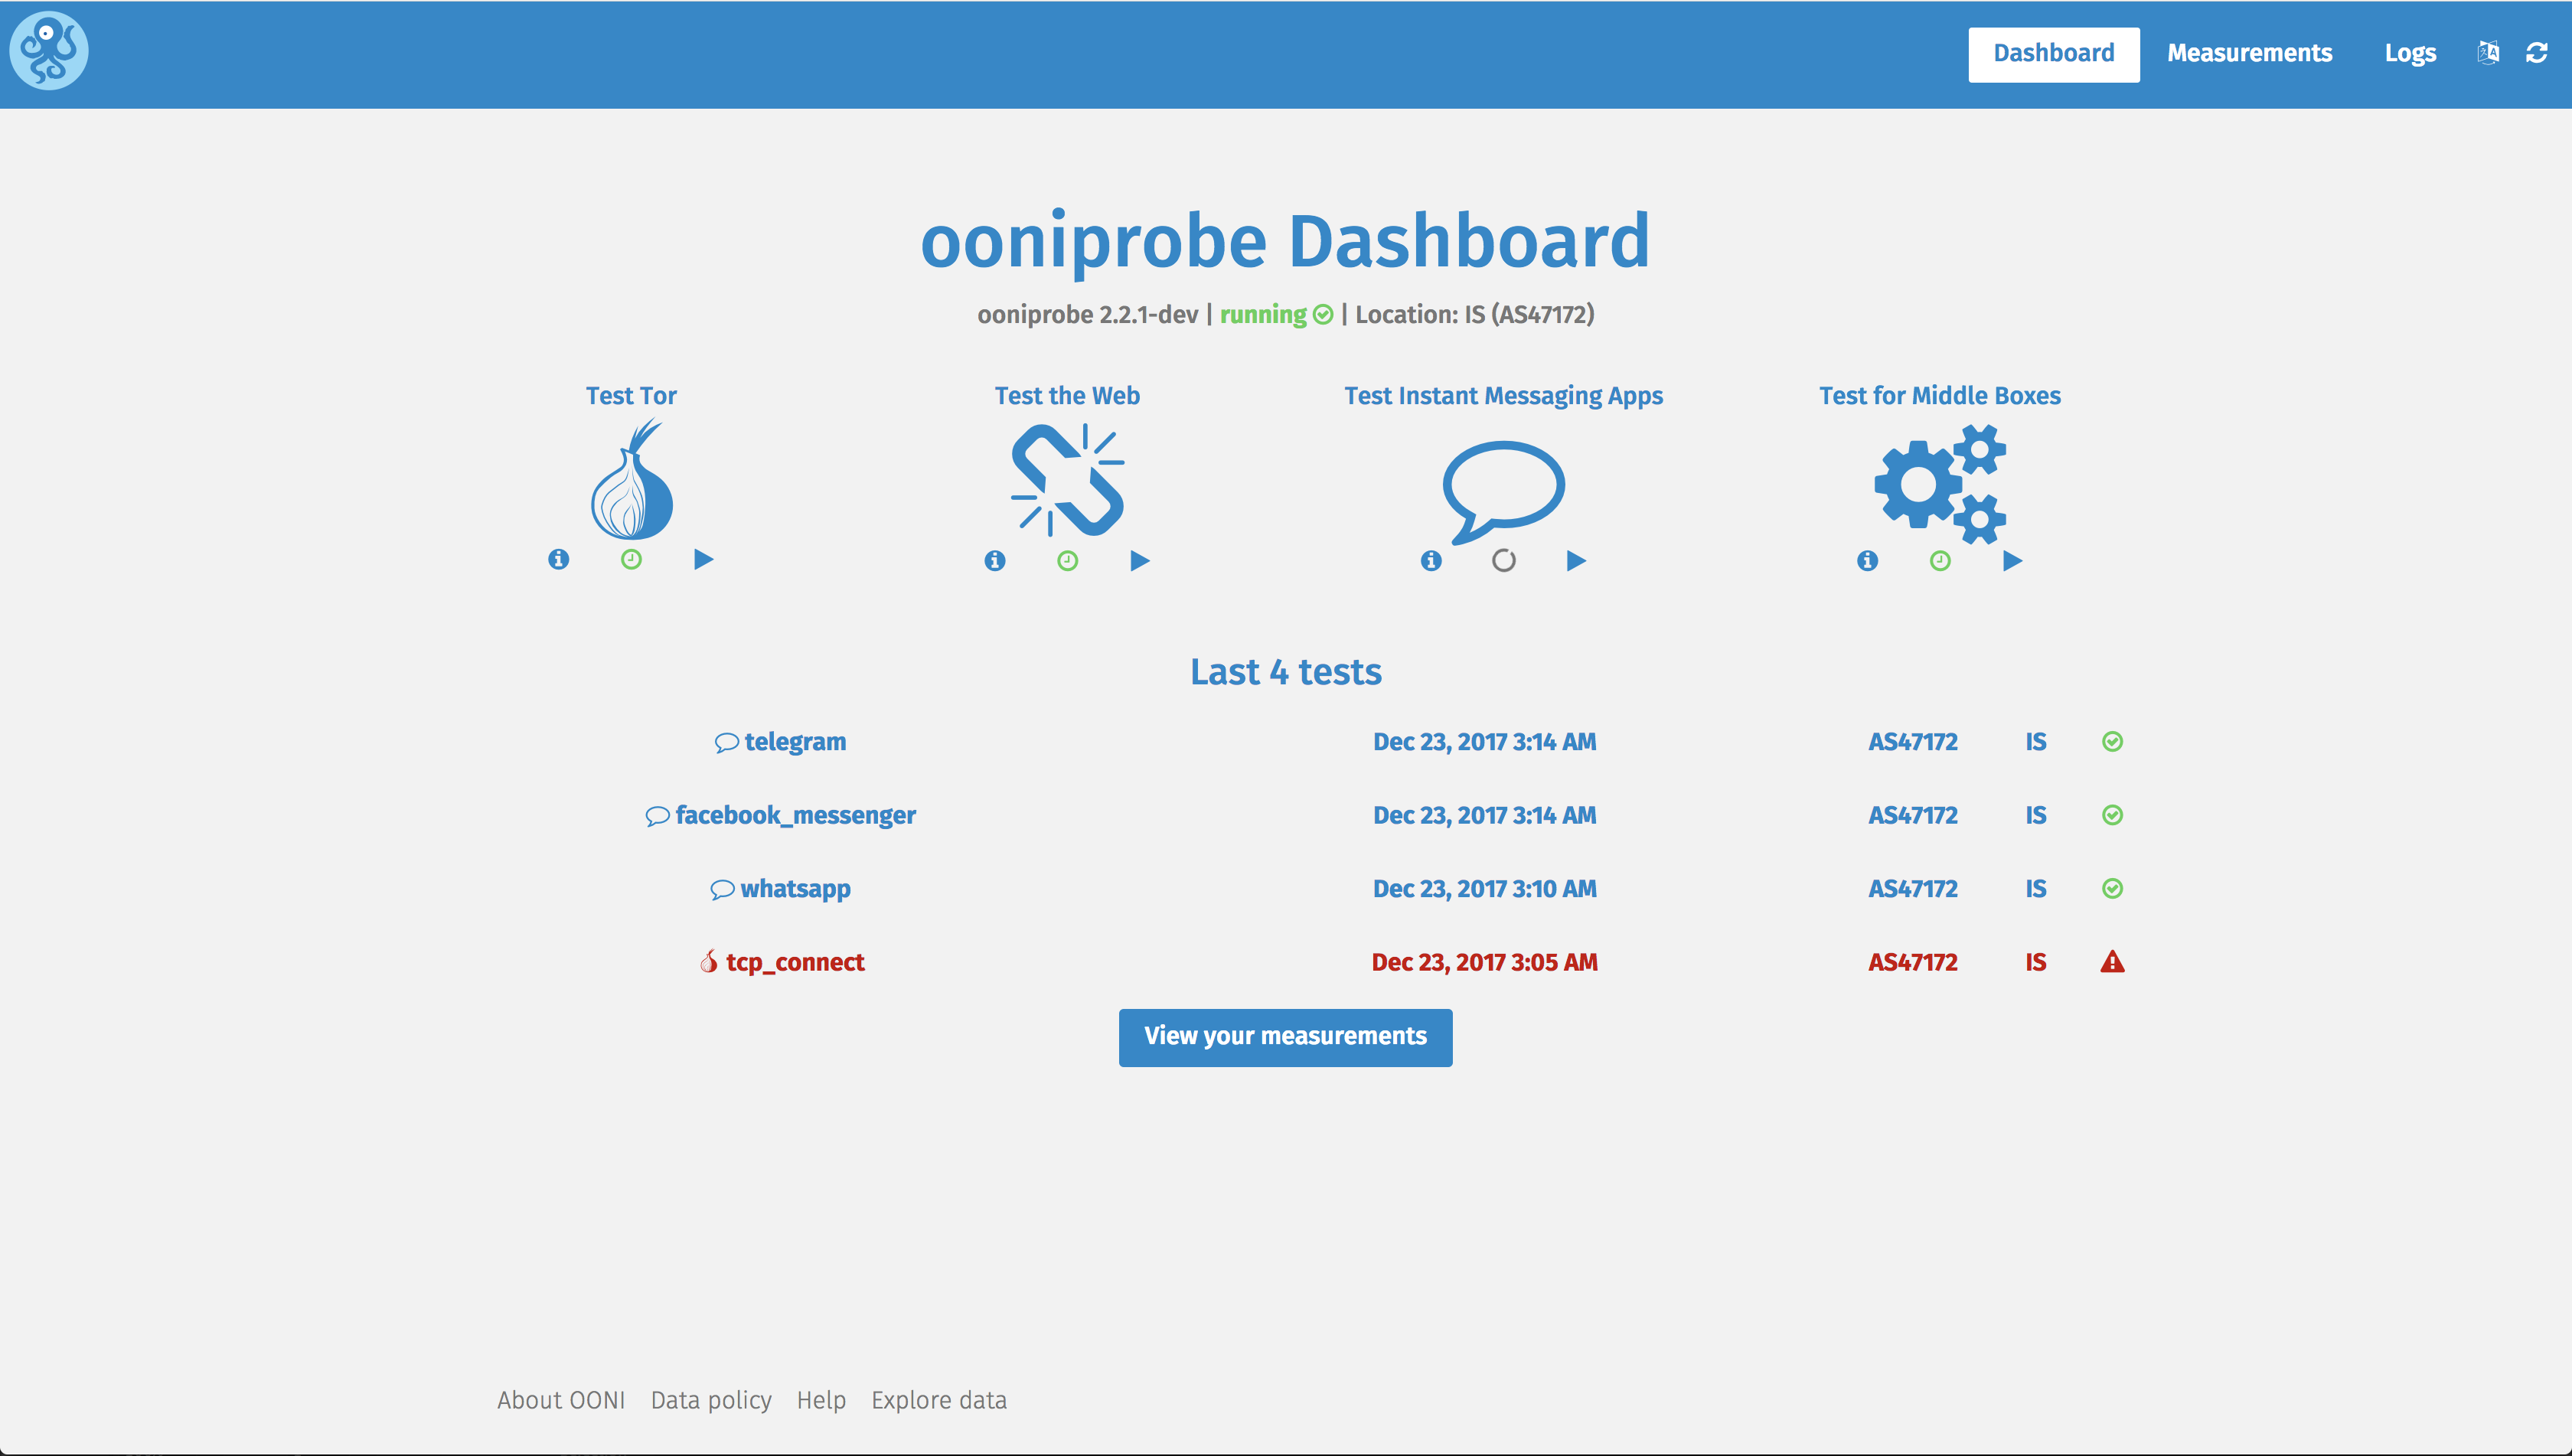 Dashboard Measurements Logs
ooniprobe Dashboard
ooniprobe 2.2.1-dev | running | Location: IS (AS47172)
Test Tor Test the Web Test Instant Messaging Apps Test for Middle Boxes
Last 4 tests
telegram Dec 23, 2017 3:14 AM AS47172 IS
facebook_messenger Dec 23, 2017 3:14 AM AS47172 IS
whatsapp Dec 23, 2017 3:10 AM AS47172 IS
tcp_connect Dec 23, 2017 3:05 AM AS47172 IS
View your measurements
About OONI Data policy Help Explore data